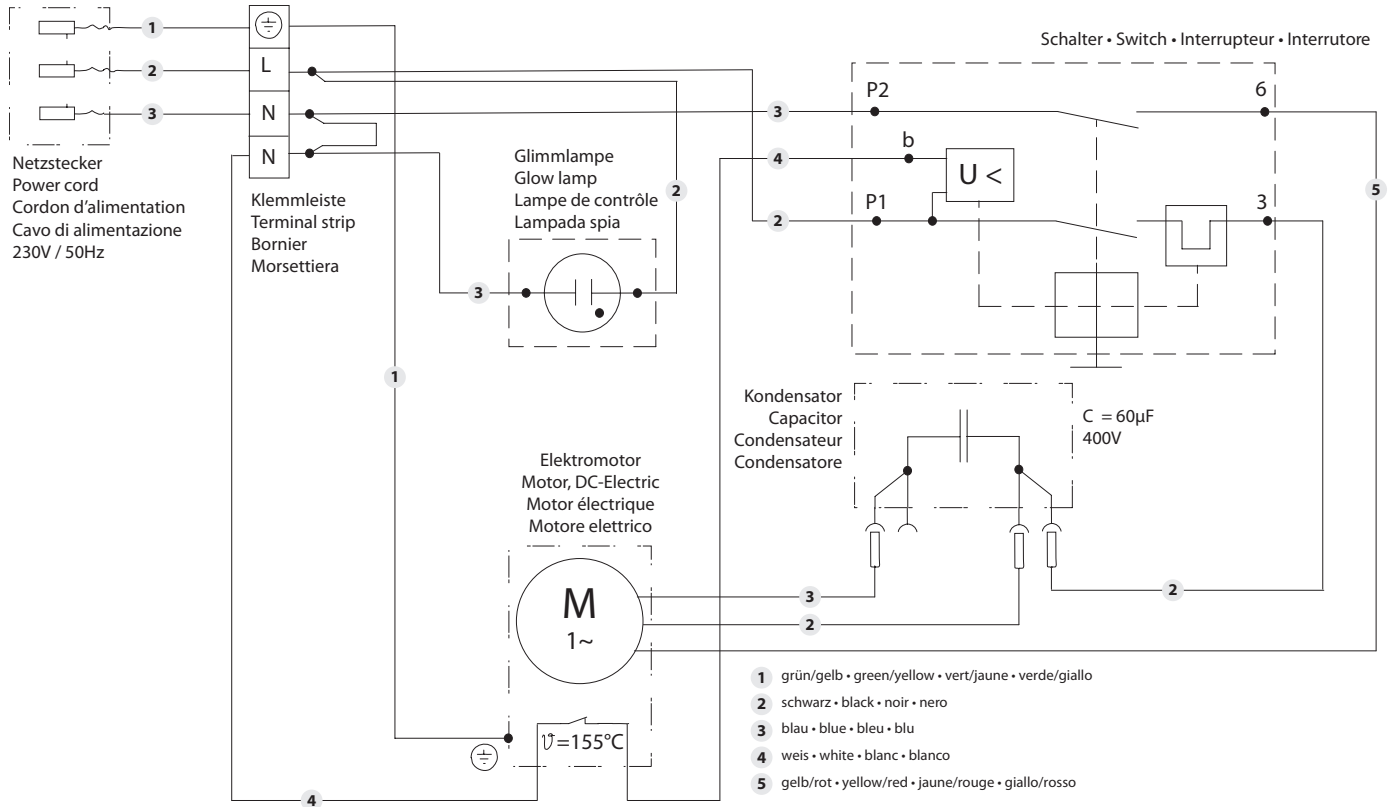 1
2
3
L
N
N
Netzstecker
Power cord
Cordon d’alimentation
Cavo di alimentazione
230V / 50Hz
Klemmleiste
Terminal strip
Bornier
Morsettiera
Glimmlampe
Glow lamp
Lampe de contrôle
Lampada spia
2
3
1
Schalter • Switch • Interrupteur • Interrutore
P2
6
3
b
4
U <
P1
3
2
5
Kondensator
Capacitor
Condensateur
Condensatore
C = 60µF
400V
Elektromotor
Motor, DC-Electric
Motor électrique
Motore elettrico
M
1~
3
2
2
ϑ=155°C
4
1 grün/gelb • green/yellow • vert/jaune • verde/giallo
2 schwarz • black • noir • nero
3 blau • blue • bleu • blu
4 weis • white • blanc • blanco
5 gelb/rot • yellow/red • jaune/rouge • giallo/rosso